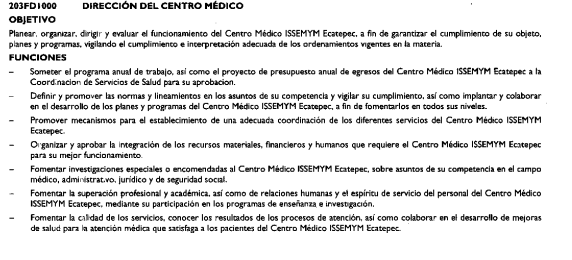 203FD1000 DIRECCIÓN DEL CENTRO MÉDICO
OBJETIVO
Planear, organizar, dirigir y evaluar el funcionamiento del Centro Médico ISSEMYM Ecatepec, a fin de garantizar el cumplimiento de su objeto,
planes y programas, vigilando el cumplimiento e interpretación adecuada de los ordenamientos vigentes en la materia.
FUNCIONES
– Someter el programa anual de trabajo, así como el proyecto de presupuesto anual de egresos del Centro Médico ISSEMYM Ecatepec a la
Coordinacion de Servicios de Salud para su aprobacion.
– Definir y promover las normas y lineamientos en los asuntos de su competencia y vigilar su cumplimiento, así como implantar y colaborar
en el desarrollo de los planes y programas del Centro Médico ISSEMYM Ecatepec, a fin de fomentarlos en todos sus niveles.
– Promover mecanismos para el establecimiento de una adecuada coordinación de los diferentes servicios del Centro Médico ISSEMYM
Ecatepec.
– Organizar y aprobar la integración de los recursos materiales, financieros y humanos que requiere el Centro Médico ISSEMYM Ecatepec
para su mejor funcionamiento.
– Fomentar investigaciones especiales o encomendadas al Centro Médico ISSEMYM Ecatepec, sobre asuntos de su competencia en el campo
médico, administrativo, jurídico y de seguridad social.
– Fomentar la superación profesional y académica, así como de relaciones humanas y el espíritu de servicio del personal del Centro Médico
ISSEMYM Ecatepec, mediante su participación en los programas de enseñanza e investigación.
– Fomentar la calidad de los servicios, conocer los resultados de los procesos de atención, así como colaborar en el desarrollo de mejoras
de salud para la atención médica que satisfaga a los pacientes del Centro Médico ISSEMYM Ecatepec.